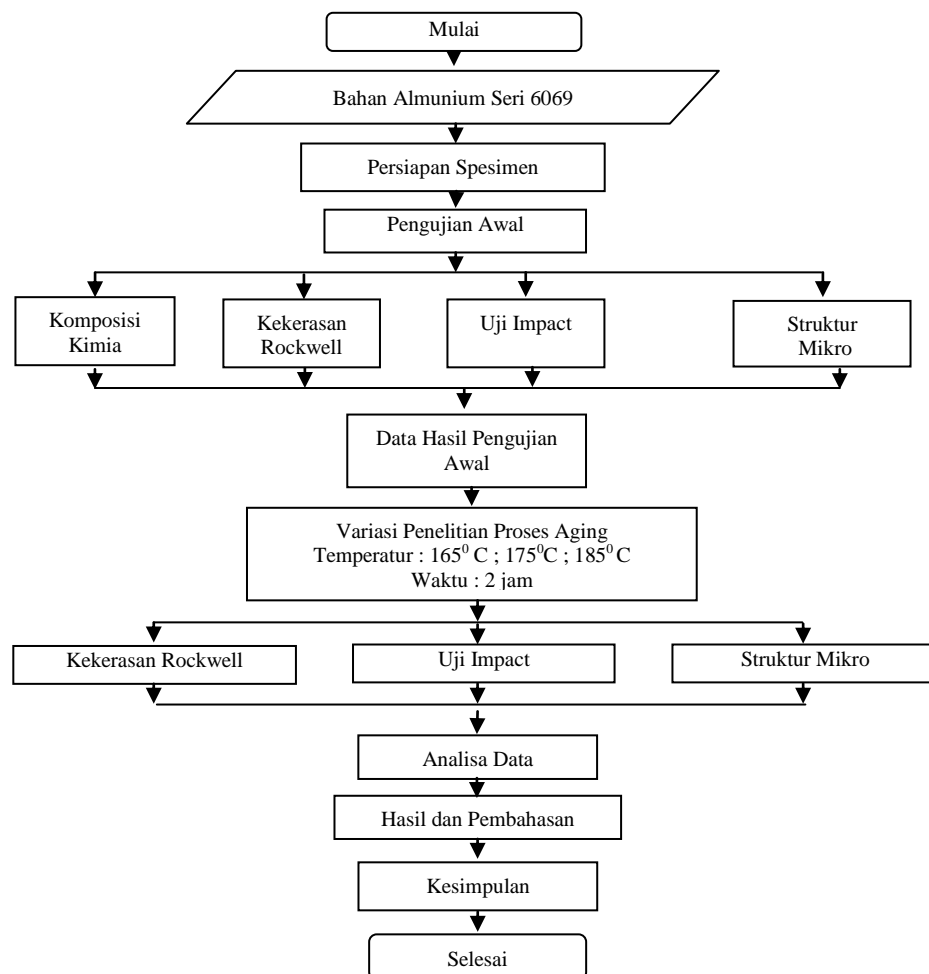 Mulai
Bahan Almunium Seri 6069
Persiapan Spesimen
Pengujian Awal
Komposisi
Kimia
Kekerasan
Rockwell
Uji Impact
Struktur
Mikro
Data Hasil Pengujian
Awal
Variasi Penelitian Proses Aging
Temperatur : 165⁰ C ; 175⁰C ; 185⁰ C
Waktu : 2 jam
Kekerasan Rockwell
Uji Impact
Struktur Mikro
Analisa Data
Hasil dan Pembahasan
Kesimpulan
Selesai